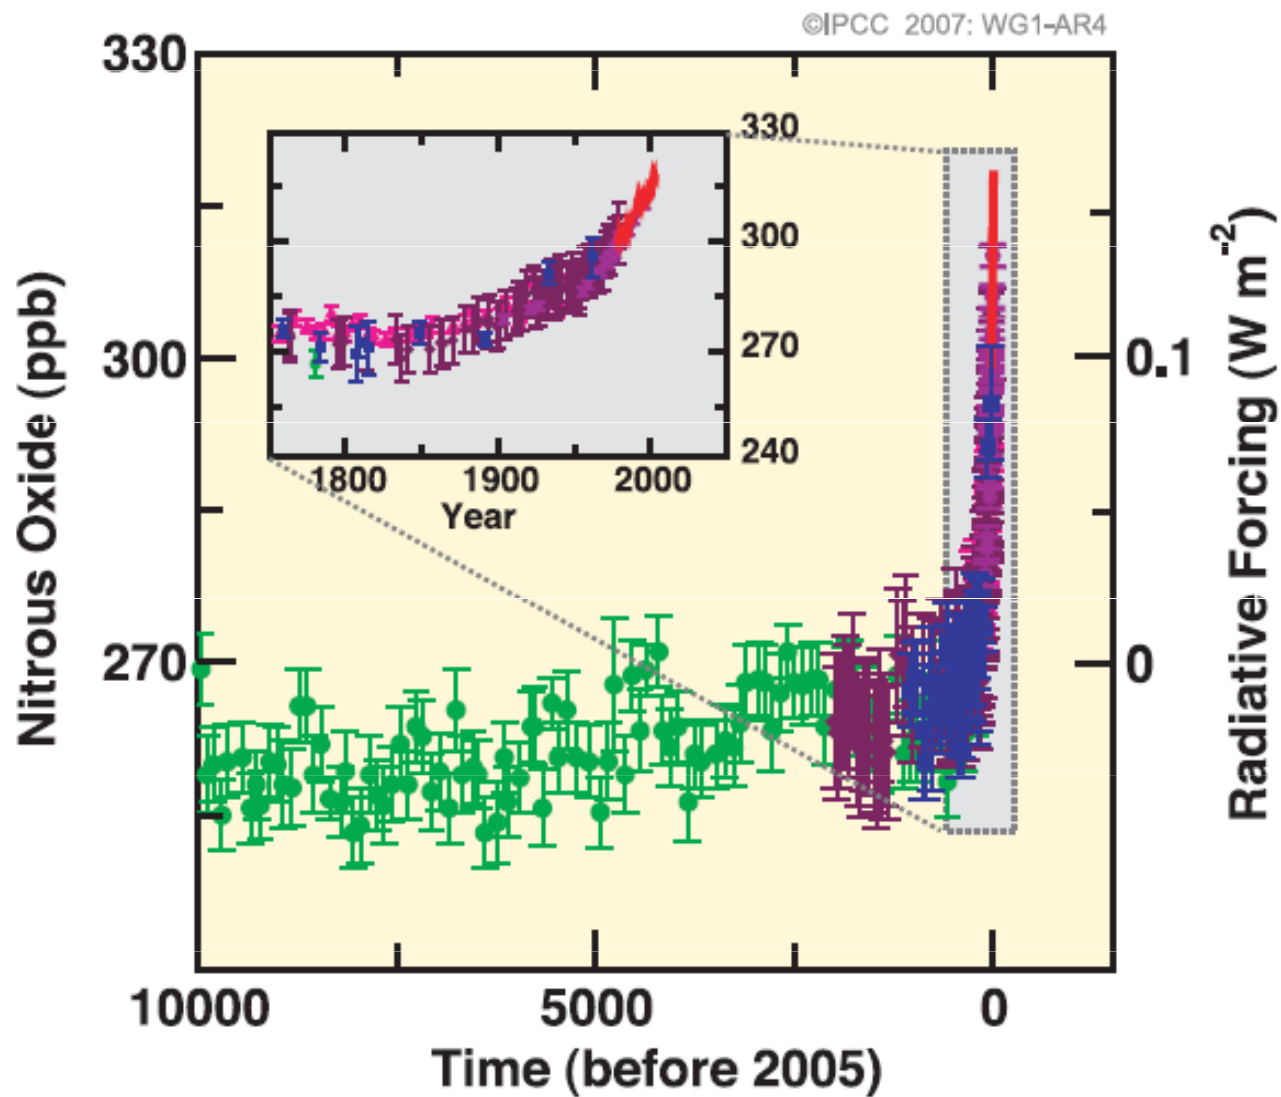 ©IPCC 2007: WG1-AR4
330
300
270
Nitrous Oxide (ppb)
330
300
270
240
1800 1900 2000
Year
0.1
0
Radiative Forcing (W m-2)
10000 5000 0
Time (before 2005)